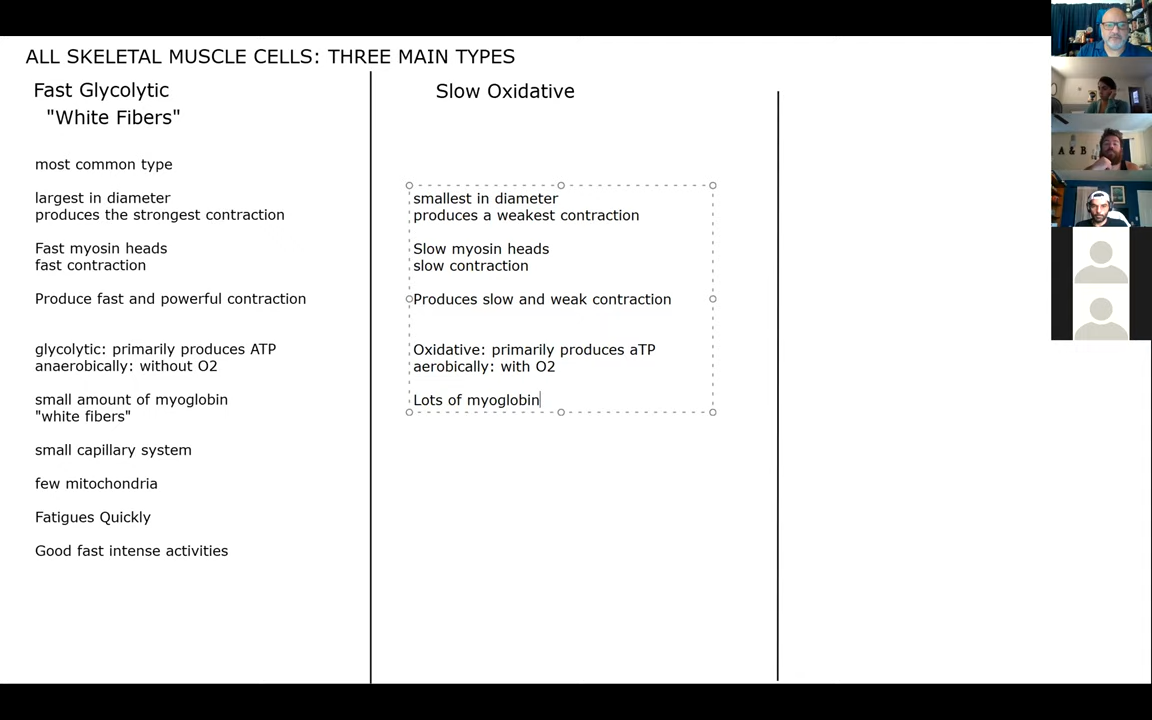 ALL SKELETAL MUSCLE CELLS: THREE MAIN TYPES
Fast Glycolytic
"White Fibers"
most common type
largest in diameter
produces the strongest contraction
Fast myosin heads
fast contraction
Produce fast and powerful contraction
glycolytic: primarily produces ATP
anaerobically: without O2
small amount of myoglobin
"white fibers"
small capillary system
few mitochondria
Fatigues Quickly
Good fast intense activities
Slow Oxidative
smallest in diameter
produces a weakest contraction
Slow myosin heads
slow contraction
Produces slow and weak contraction
Oxidative: primarily produces aTP
aerobically: with O2
Lots of myoglobin
A & B